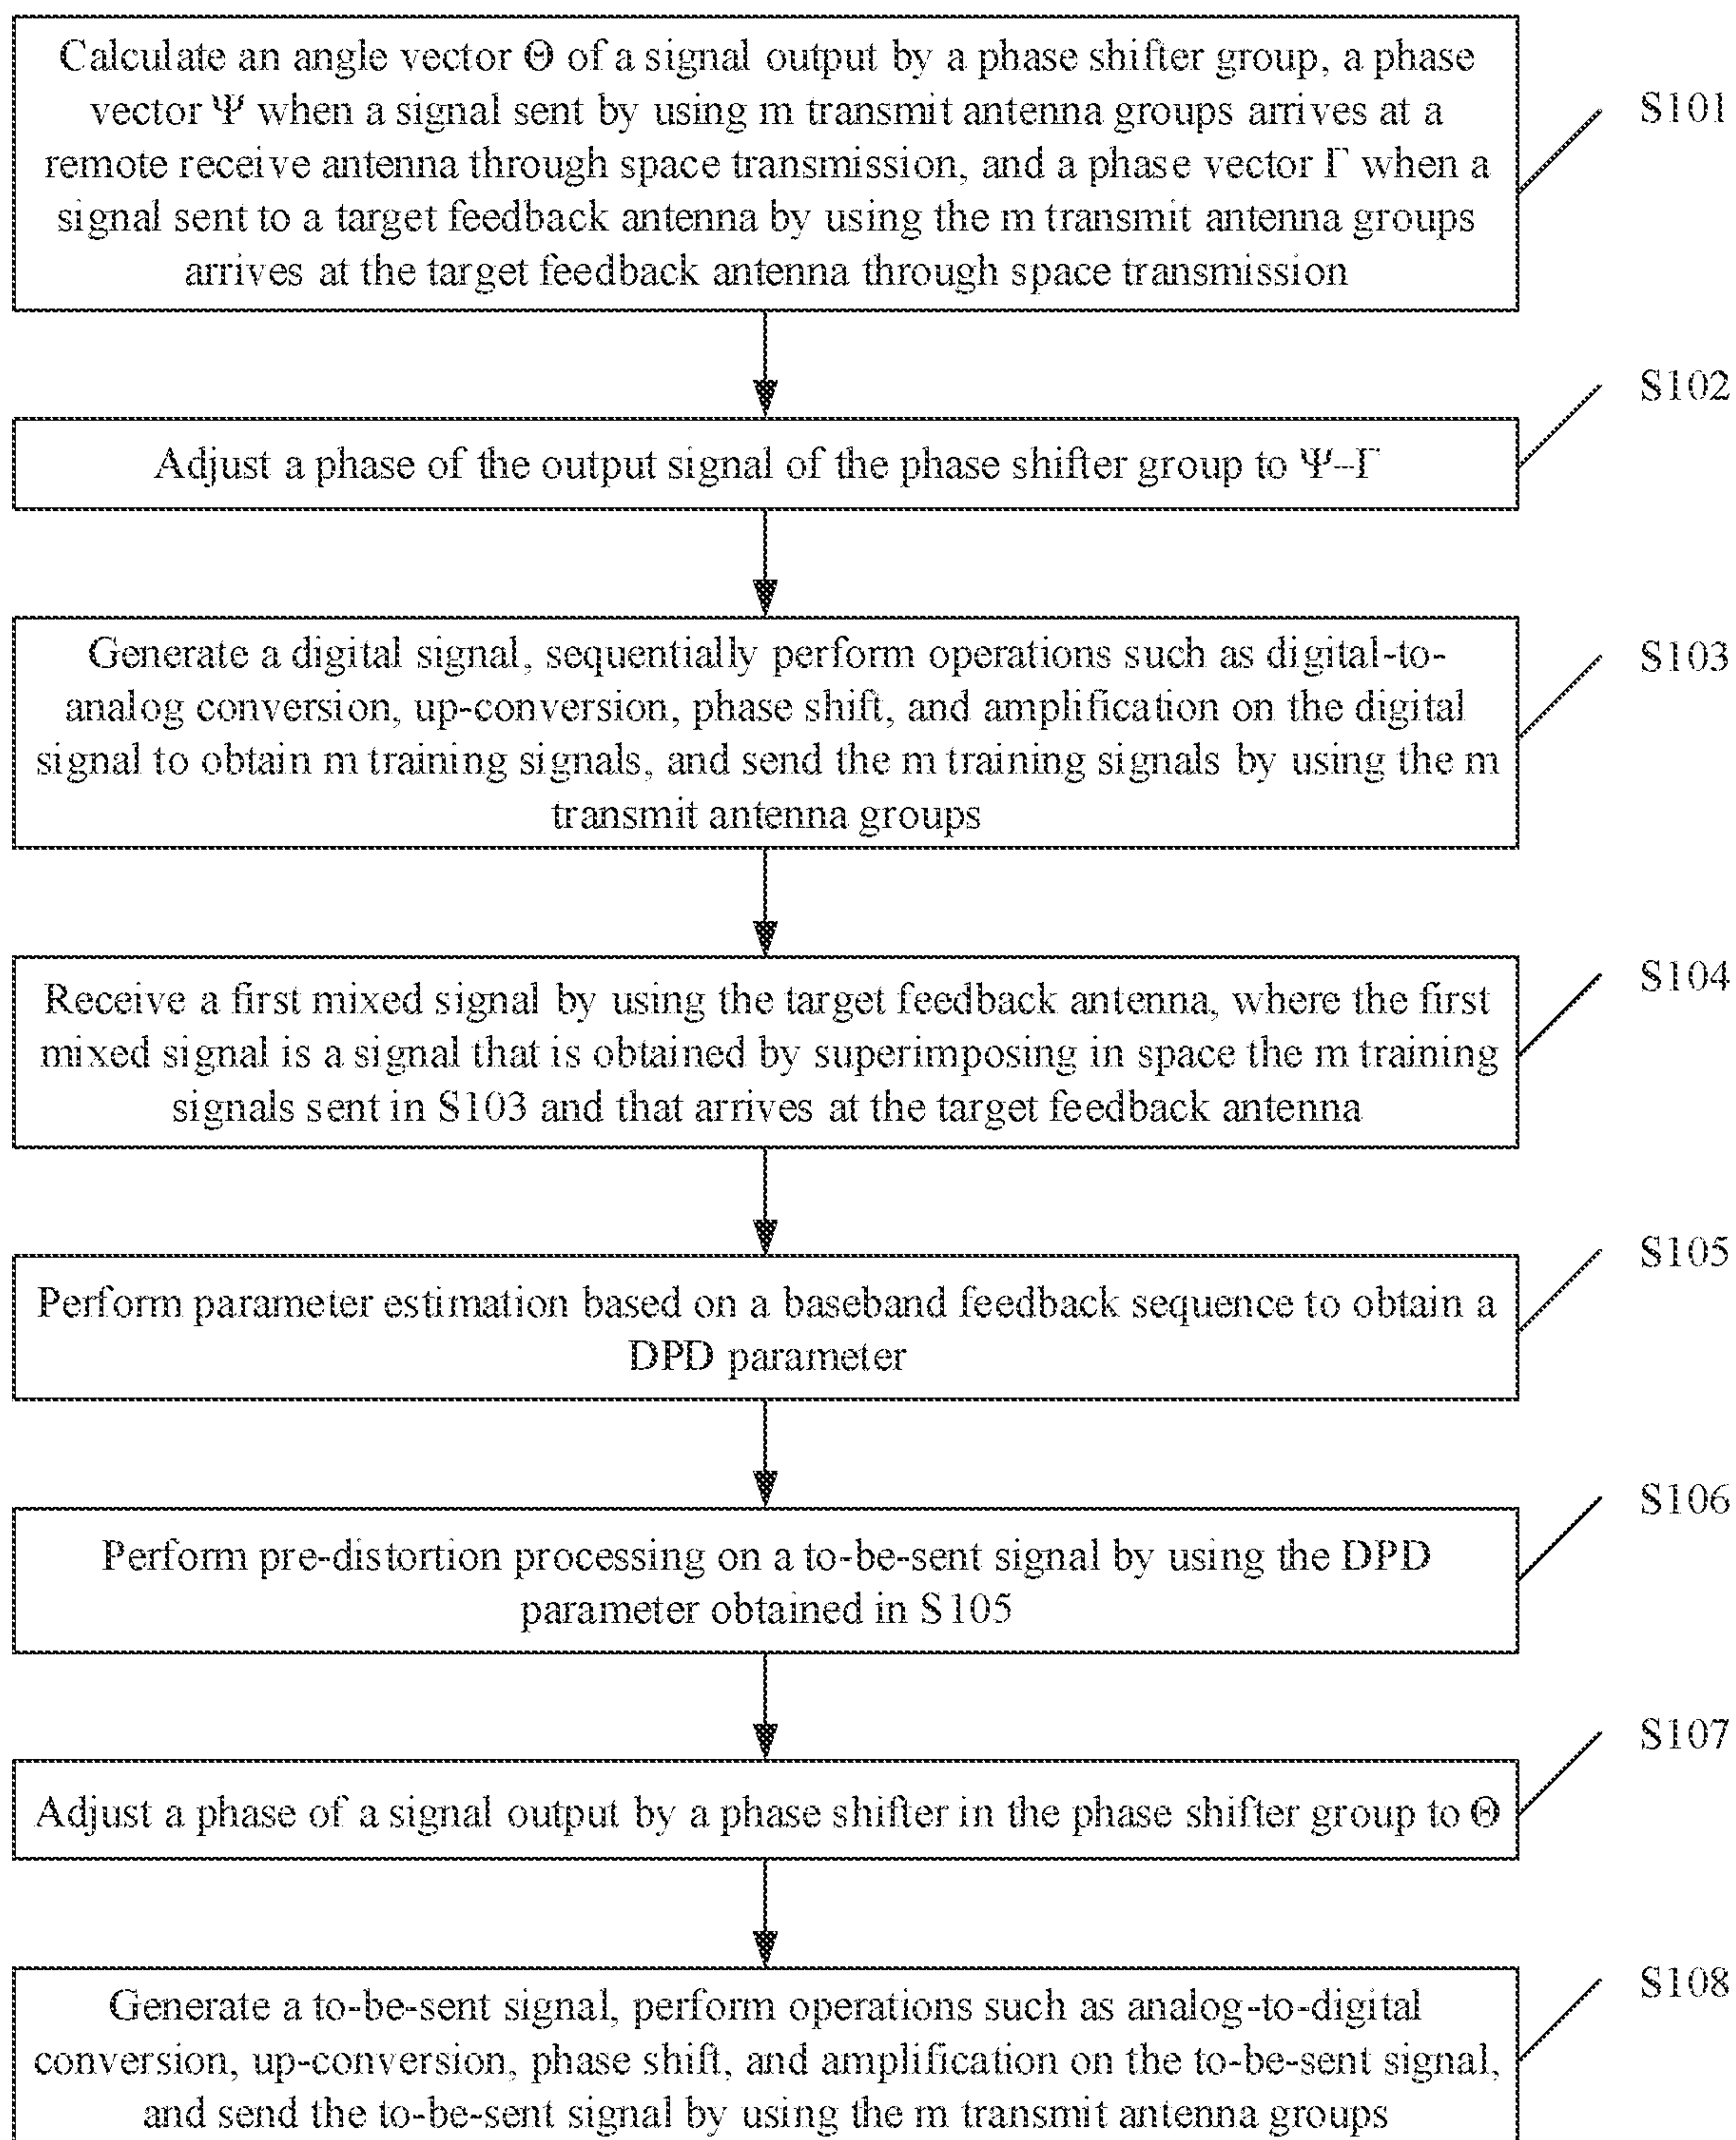 Calculate an angle vector Θ of a signal output by a phase shifter group, a phase
vector Ψ when a signal sent by using m transmit antenna groups arrives at a
remote receive antenna through space transmission, and a phase vector Γ when a
signal sent to a target feedback antenna by using the m transmit antenna groups
arrives at the target feedback antenna through space transmission
S101
Adjust a phase of the output signal of the phase shifter group to Ψ–Γ
S102
Generate a digital signal, sequentially perform operations such as digital-to-
analog conversion, up-conversion, phase shift, and amplification on the digital
signal to obtain m training signals, and send the m training signals by using the m
transmit antenna groups
S103
Receive a first mixed signal by using the target feedback antenna, where the first
mixed signal is a signal that is obtained by superimposing in space the m training
signals sent in S103 and that arrives at the target feedback antenna
S104
Perform parameter estimation based on a baseband feedback sequence to obtain a
DPD parameter
S105
Perform pre-distortion processing on a to-be-sent signal by using the DPD
parameter obtained in S105
S106
Adjust a phase of a signal output by a phase shifter in the phase shifter group to Θ
S107
Generate a to-be-sent signal, perform operations such as analog-to-digital
conversion, up-conversion, phase shift, and amplification on the to-be-sent signal,
and send the to-be-sent signal by using the m transmit antenna groups
S108